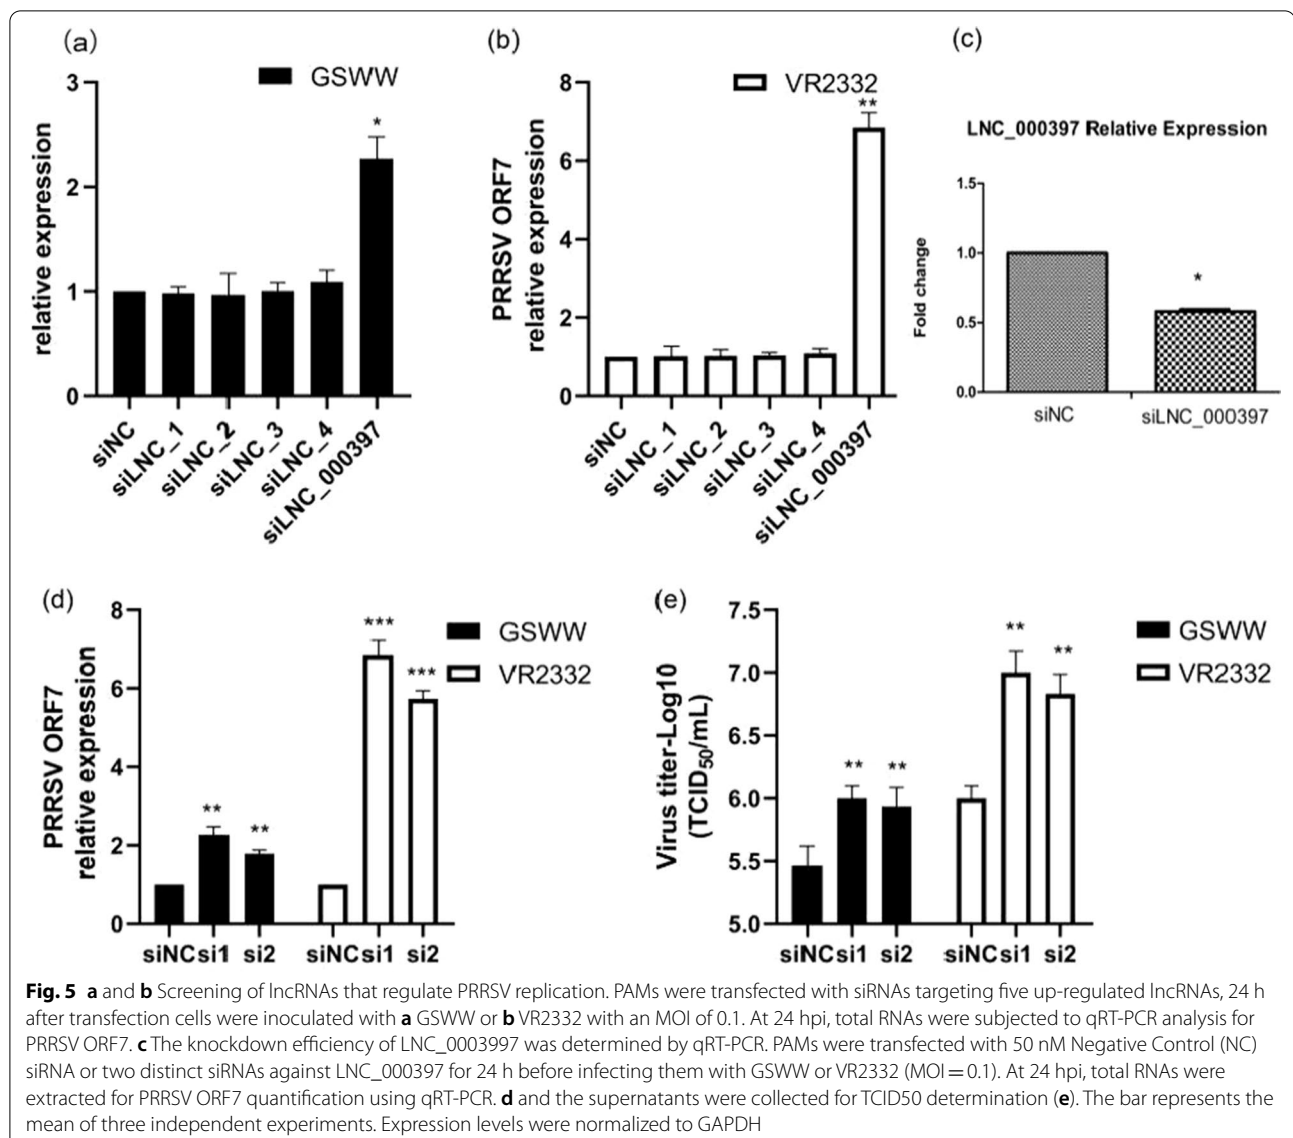 (a)
GSWW
relative expression
3
2
1
0
*
siNC
siLNC_1
siLNC_2
siLNC_3
siLNC_4
siLNC_000397
(b)
VR2332
PRRSV ORF7
relative expression
8
6
4
2
0
**
siNC
siLNC_1
siLNC_2
siLNC_3
siLNC_4
siLNC_000397
(c)
LNC_000397 Relative Expression
Fold change
1.5
1.0
0.5
0.0
*
siNC
siLNC_000397
(d)
GSWW
VR2332
PRRSV ORF7
relative expression
8
6
4
2
0
** ** *** ***
siNC si1 si2 siNC si1 si2
(e)
GSWW
VR2332
Virus titer-Log10
(TCID50/mL)
7.5
7.0
6.5
6.0
5.5
5.0
** ** ** **
siNC si1 si2 siNC si1 si2
Fig. 5 a and b Screening of lncRNAs that regulate PRRSV replication. PAMs were transfected with siRNAs targeting five up-regulated lncRNAs, 24 h
after transfection cells were inoculated with a GSWW or b VR2332 with an MOI of 0.1. At 24 hpi, total RNAs were subjected to qRT-PCR analysis for
PRRSV ORF7. c The knockdown efficiency of LNC_0003997 was determined by qRT-PCR. PAMs were transfected with 50 nM Negative Control (NC)
siRNA or two distinct siRNAs against LNC_000397 for 24 h before infecting them with GSWW or VR2332 (MOI = 0.1). At 24 hpi, total RNAs were
extracted for PRRSV ORF7 quantification using qRT-PCR. d and the supernatants were collected for TCID50 determination (e). The bar represents the
mean of three independent experiments. Expression levels were normalized to GAPDH